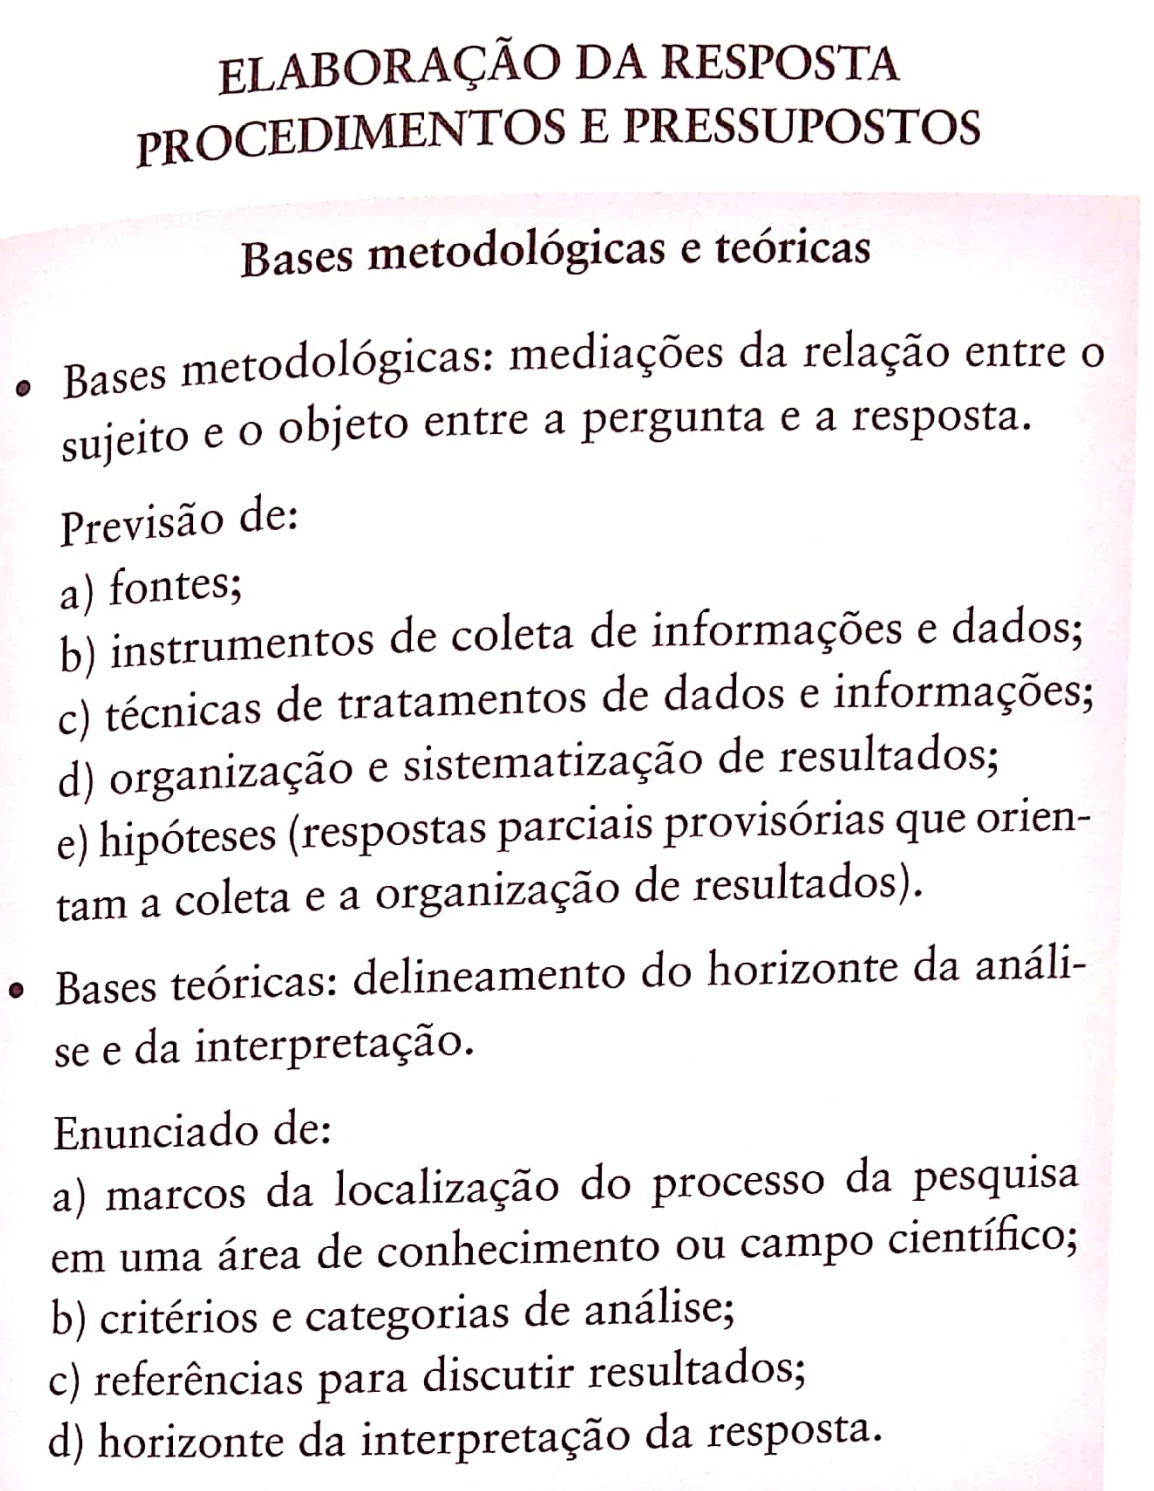 ELABORAÇÃO DA RESPOSTA
PROCEDIMENTOS E PRESSUPOSTOS
Bases metodológicas e teóricas
• Bases metodológicas: mediações da relação entre o
sujeito e o objeto entre a pergunta e a resposta.
Previsão de:
a) fontes;
b) instrumentos de coleta de informações e dados;
c) técnicas de tratamentos de dados e informações;
d) organização e sistematização de resultados;
e) hipóteses (respostas parciais provisórias que orien-
tam a coleta e a organização de resultados).
• Bases teóricas: delineamento do horizonte da análi-
se e da interpretação.
Enunciado de:
a) marcos da localização do processo da pesquisa
em uma área de conhecimento ou campo científico;
b) critérios e categorias de análise;
c) referências para discutir resultados;
d) horizonte da interpretação da resposta.